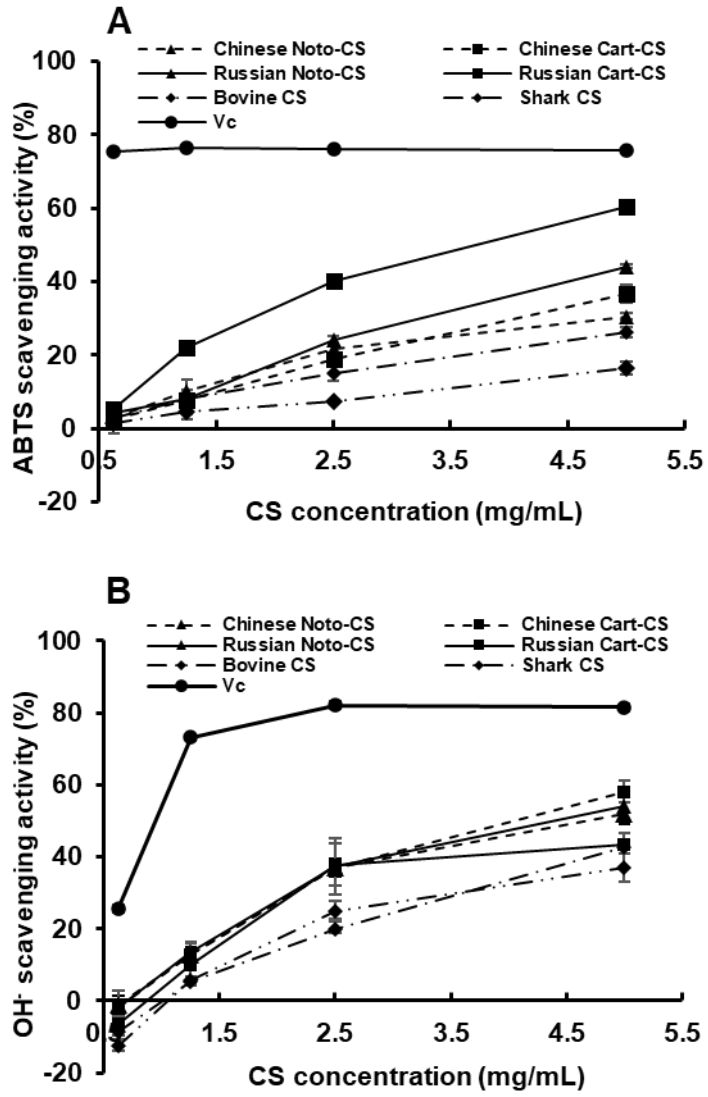 A
Chinese Noto-CS Chinese Cart-CS
Russian Noto-CS Russian Cart-CS
Bovine CS Shark CS
Vc
100
80
60
40
20
0
-20
0.5 1.5 2.5 3.5 4.5 5.5
ABTS scavenging activity (%)
CS concentration (mg/mL)
B
Chinese Noto-CS Chinese Cart-CS
Russian Noto-CS Russian Cart-CS
Bovine CS Shark CS
Vc
100
80
60
40
20
0
-20
0.5 1.5 2.5 3.5 4.5 5.5
OH- scavenging activity (%)
CS concentration (mg/mL)